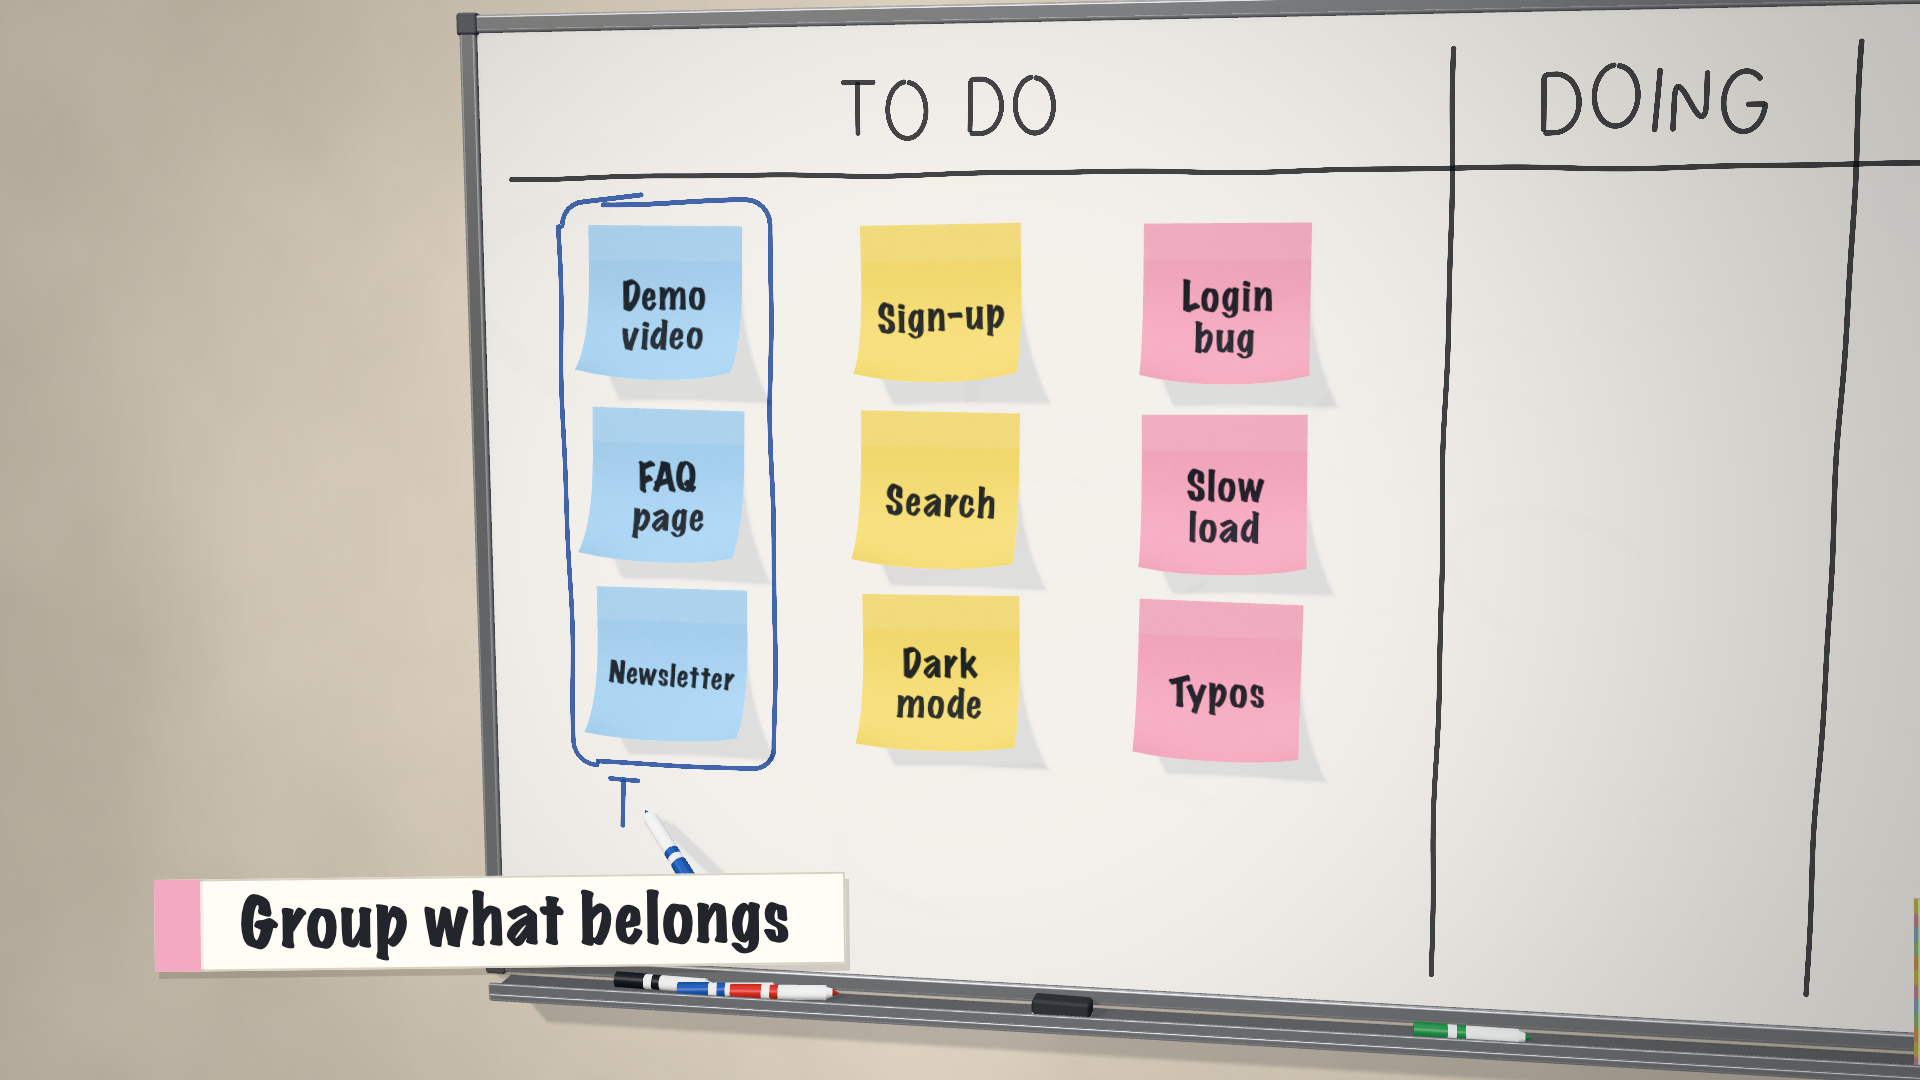 TO DO
DOING
Demo
video
Sign-up
Login
bug
FAQ
page
Search
Slow
load
Newsletter
Dark
mode
Typos
T
Group what belongs